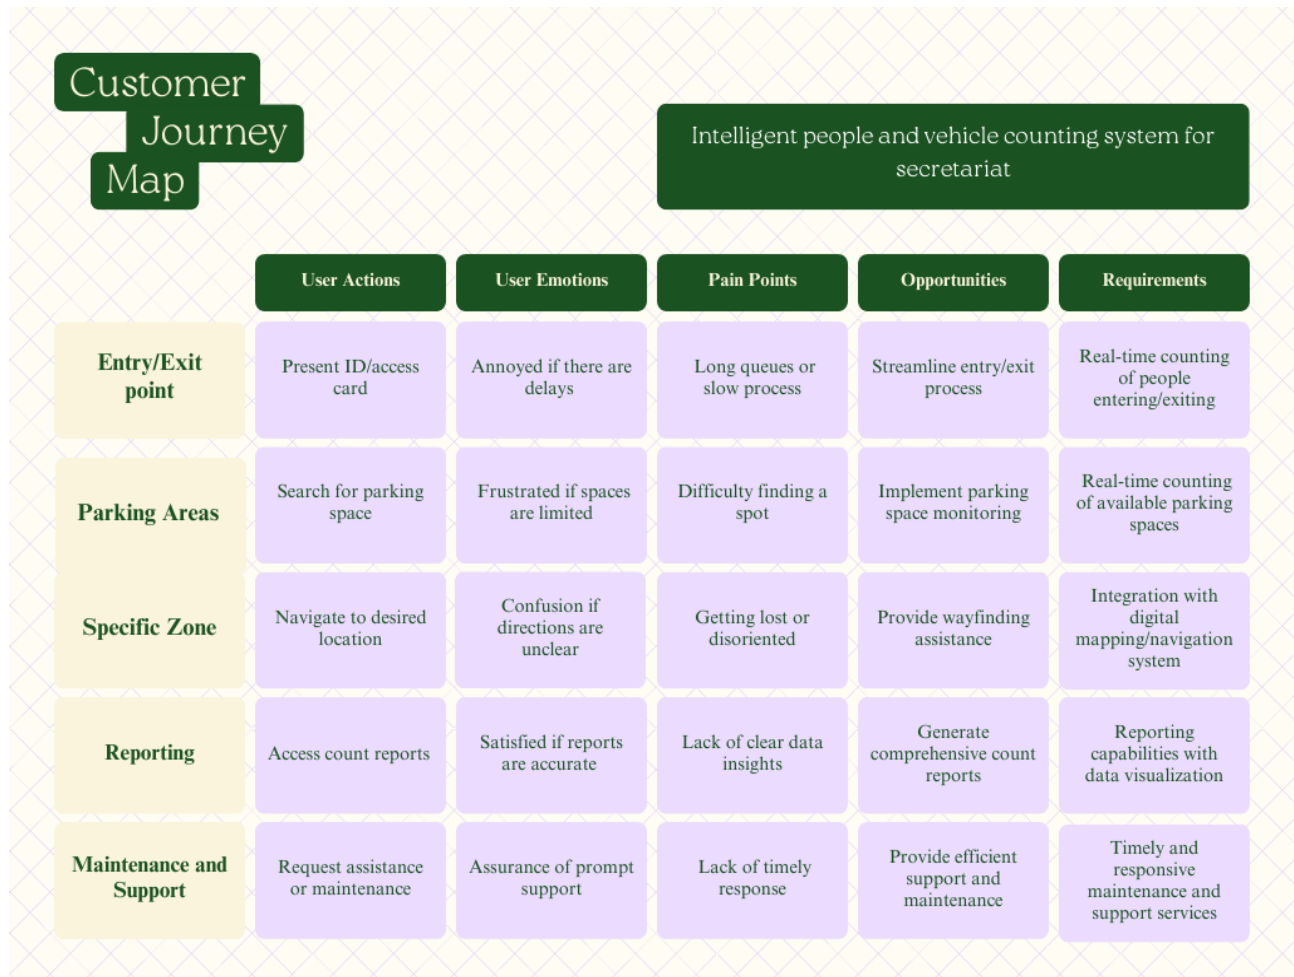 Customer
Journey
Map
Intelligent people and vehicle counting system for
secretariat
User Actions
User Emotions
Pain Points
Opportunities
Requirements
Entry/Exit
point
Present ID/access
card
Annoyed if there are
delays
Long queues or
slow process
Streamline entry/exit
process
Real-time counting
of people
entering/exiting
Parking Areas
Search for parking
space
Frustrated if spaces
are limited
Difficulty finding a
spot
Implement parking
space monitoring
Real-time counting
of available parking
spaces
Specific Zone
Navigate to desired
location
Confusion if
directions are
unclear
Getting lost or
disoriented
Provide wayfinding
assistance
Integration with
digital
mapping/navigation
system
Reporting
Access count reports
Satisfied if reports
are accurate
Lack of clear data
insights
Generate
comprehensive count
reports
Reporting
capabilities with
data visualization
Maintenance and
Support
Request assistance
or maintenance
Assurance of prompt
support
Lack of timely
response
Provide efficient
support and
maintenance
Timely and
responsive
maintenance and
support services